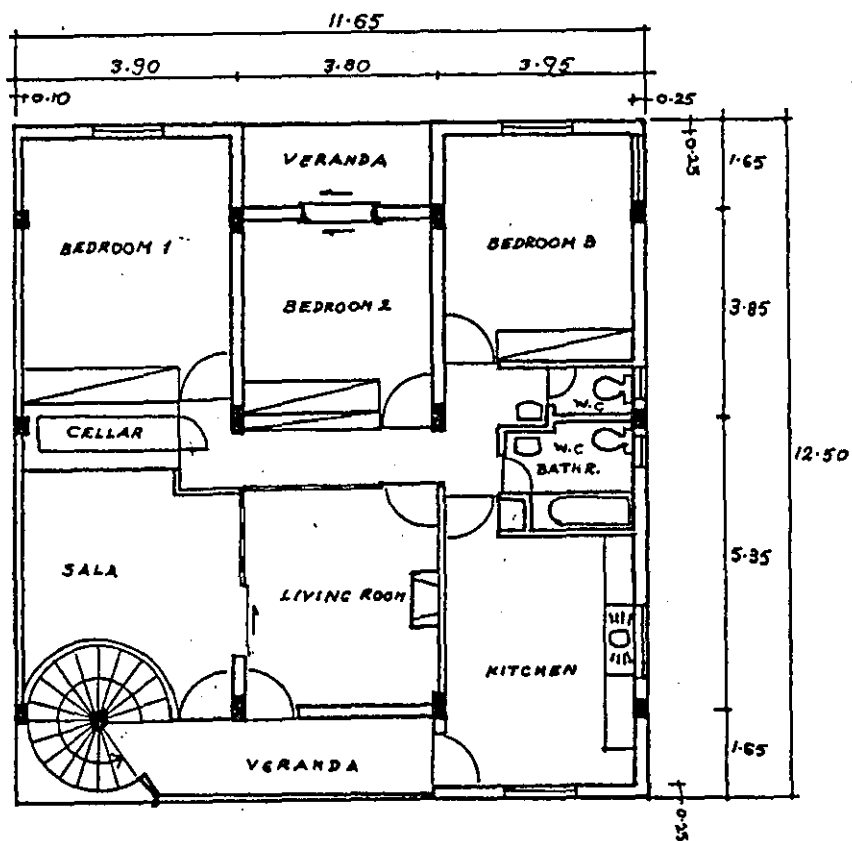 11.65
3.90 3.80 3.95
0.10 0.25
VERANDA
0.25
1.65
BEDROOM 1
BEDROOM 3
BEDROOM 2
3.85
W.C
CELLAR
W.C
BATHR.
12.50
SALA
LIVING ROOM
5.35
KITCHEN
VERANDA
1.65
0.25